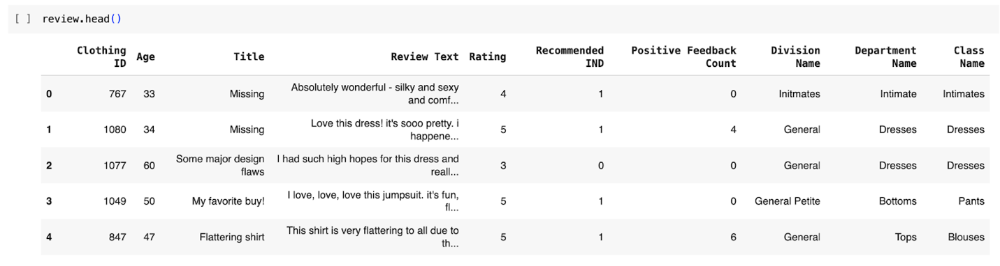 [ ] review.head()
Clothing ID Age Title Review Text Rating Recommended IND Positive Feedback Count Division Name Department Name Class Name
0 767 33 Missing Absolutely wonderful - silky and sexy and comf... 4 1 0 Initmates Intimate Intimates
1 1080 34 Missing Love this dress! it's sooo pretty. i happene... 5 1 4 General Dresses Dresses
2 1077 60 Some major design flaws I had such high hopes for this dress and reall... 3 0 0 General Dresses Dresses
3 1049 50 My favorite buy! I love, love, love this jumpsuit. it's fun, fl... 5 1 0 General Petite Bottoms Pants
4 847 47 Flattering shirt This shirt is very flattering to all due to th... 5 1 6 General Tops Blouses